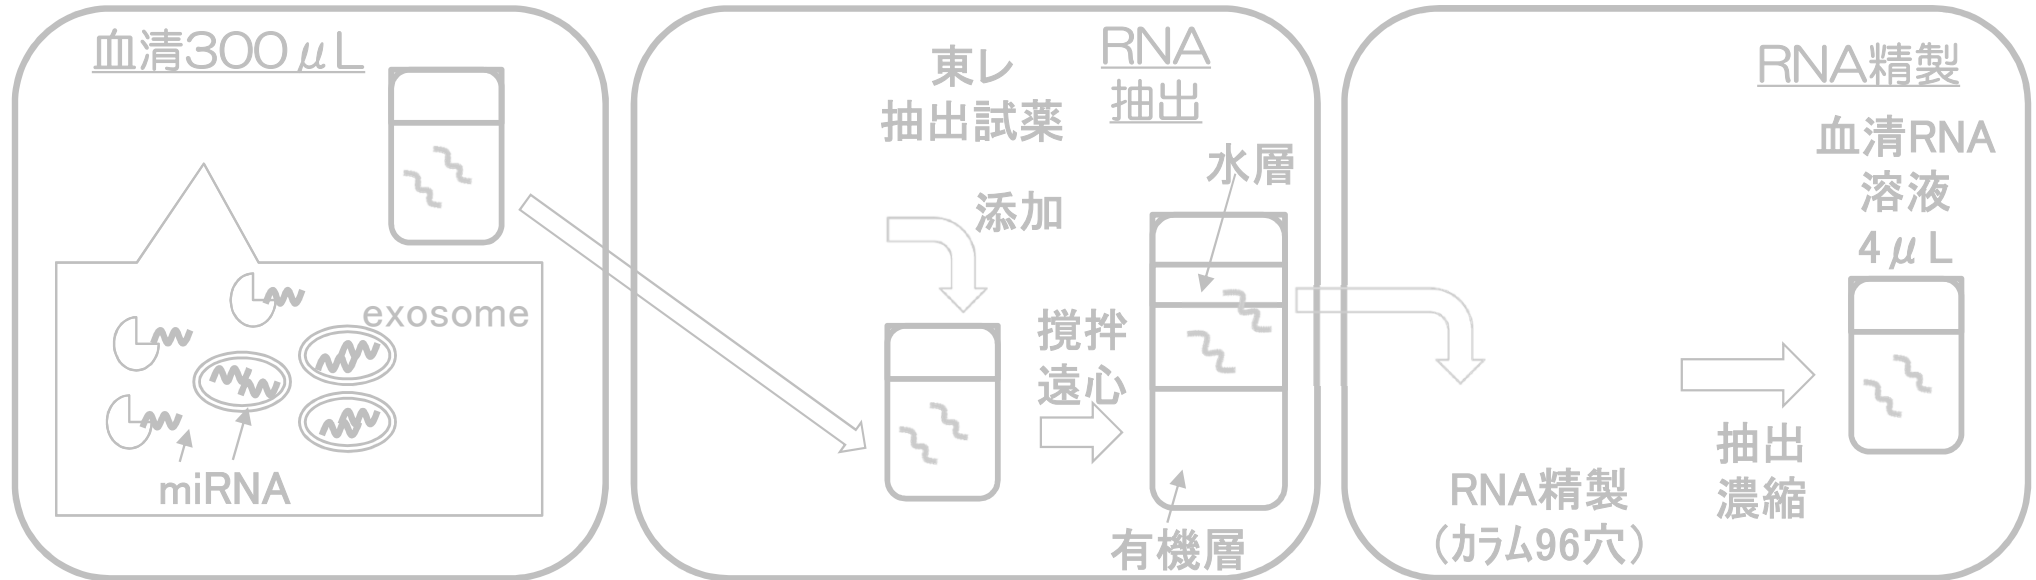 血清300μL
exosome
miRNA
東レ
抽出試薬
RNA
抽出
添加
水層
撹拌
遠心
有機層
RNA精製
血清RNA
溶液
4μL
抽出
濃縮
RNA精製
(ｶﾗﾑ96穴)